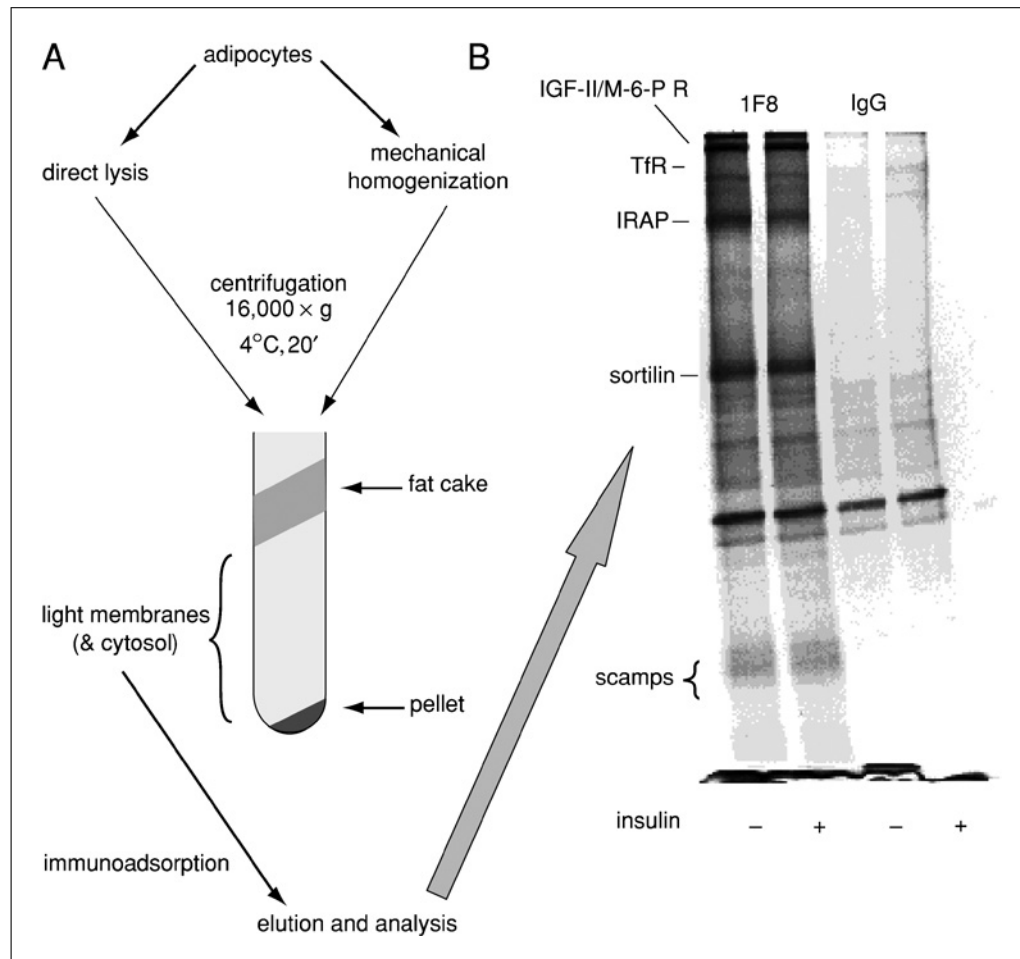 A
adipocytes
direct lysis
mechanical
homogenization
centrifugation
16,000 × g
4°C, 20′
fat cake
light membranes
(& cytosol)
pellet
immunoadsorption
elution and analysis
B
IGF-II/M-6-P R
1F8 IgG
TfR
IRAP
sortilin
scamps
insulin − + − +